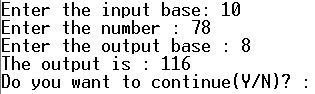 Enter the input base: 10
Enter the number : 78
Enter the output base : 8
The output is : 116
Do you want to continue(Y/N)? :